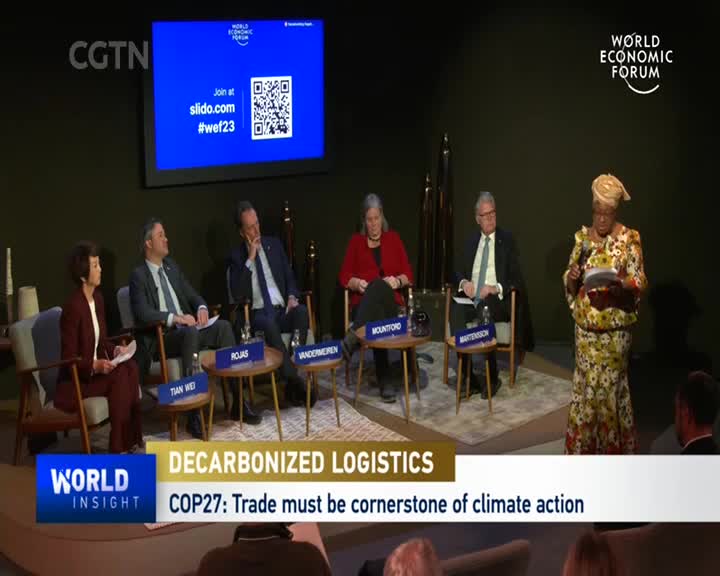 CGTN
WORLD
ECONOMIC
FORUM
Join at
slido.com
#wef23
WORLD
ECONOMIC
FORUM
TIAN WEI
ROJAS
VANDERMEIREN
MOUNTFORD
MARTENSSON
WORLD
INSIGHT
DECARBONIZED LOGISTICS
COP27: Trade must be cornerstone of climate action